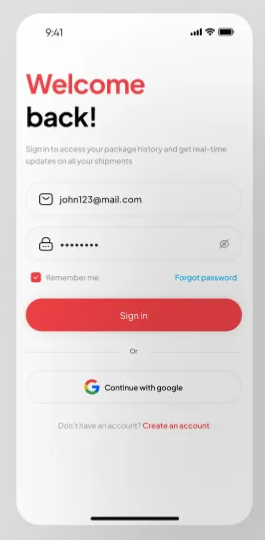 9:41
Welcome
back!
Sign in to access your package history and get real-time
updates on all your shipments
john123@mail.com
••••••••
Remember me
Forgot password
Sign in
Or
Continue with google
Don't have an account? Create an account